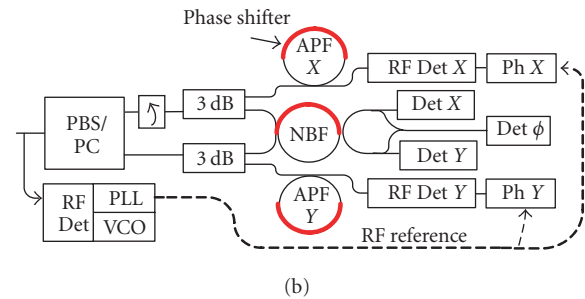 Phase shifter
APF
X
RF Det X
Ph X
3 dB
Det X
PBS/
PC
NBF
Det ϕ
3 dB
Det Y
APF
Y
RF Det Y
Ph Y
RF
Det
PLL
VCO
RF reference
(b)